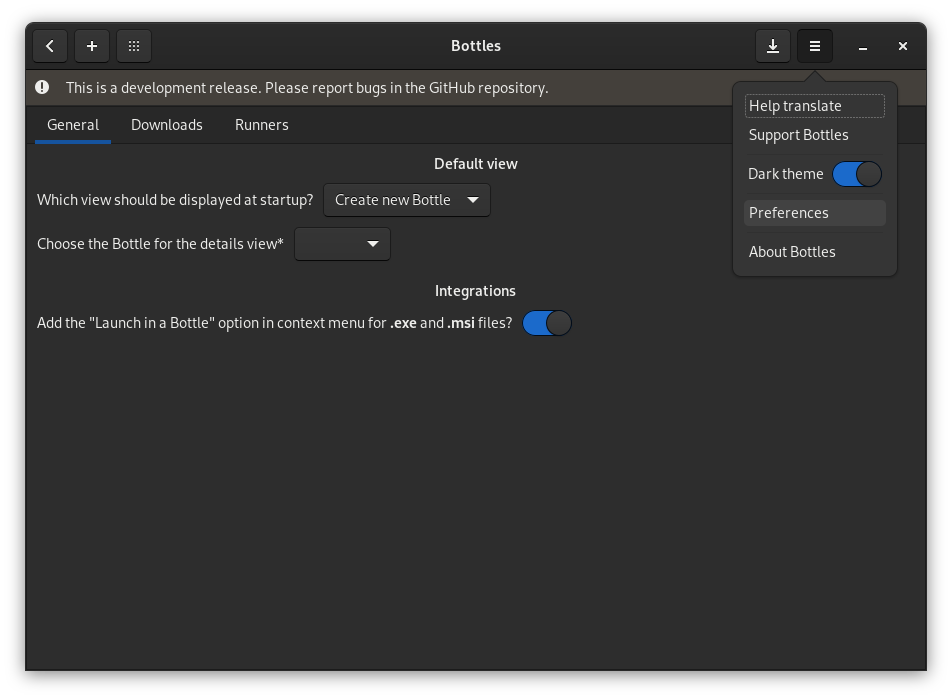 Bottles
This is a development release. Please report bugs in the GitHub repository.
General Downloads Runners
Default view
Which view should be displayed at startup? Create new Bottle
Choose the Bottle for the details view*
Integrations
Add the "Launch in a Bottle" option in context menu for .exe and .msi files?
Help translate
Support Bottles
Dark theme
Preferences
About Bottles